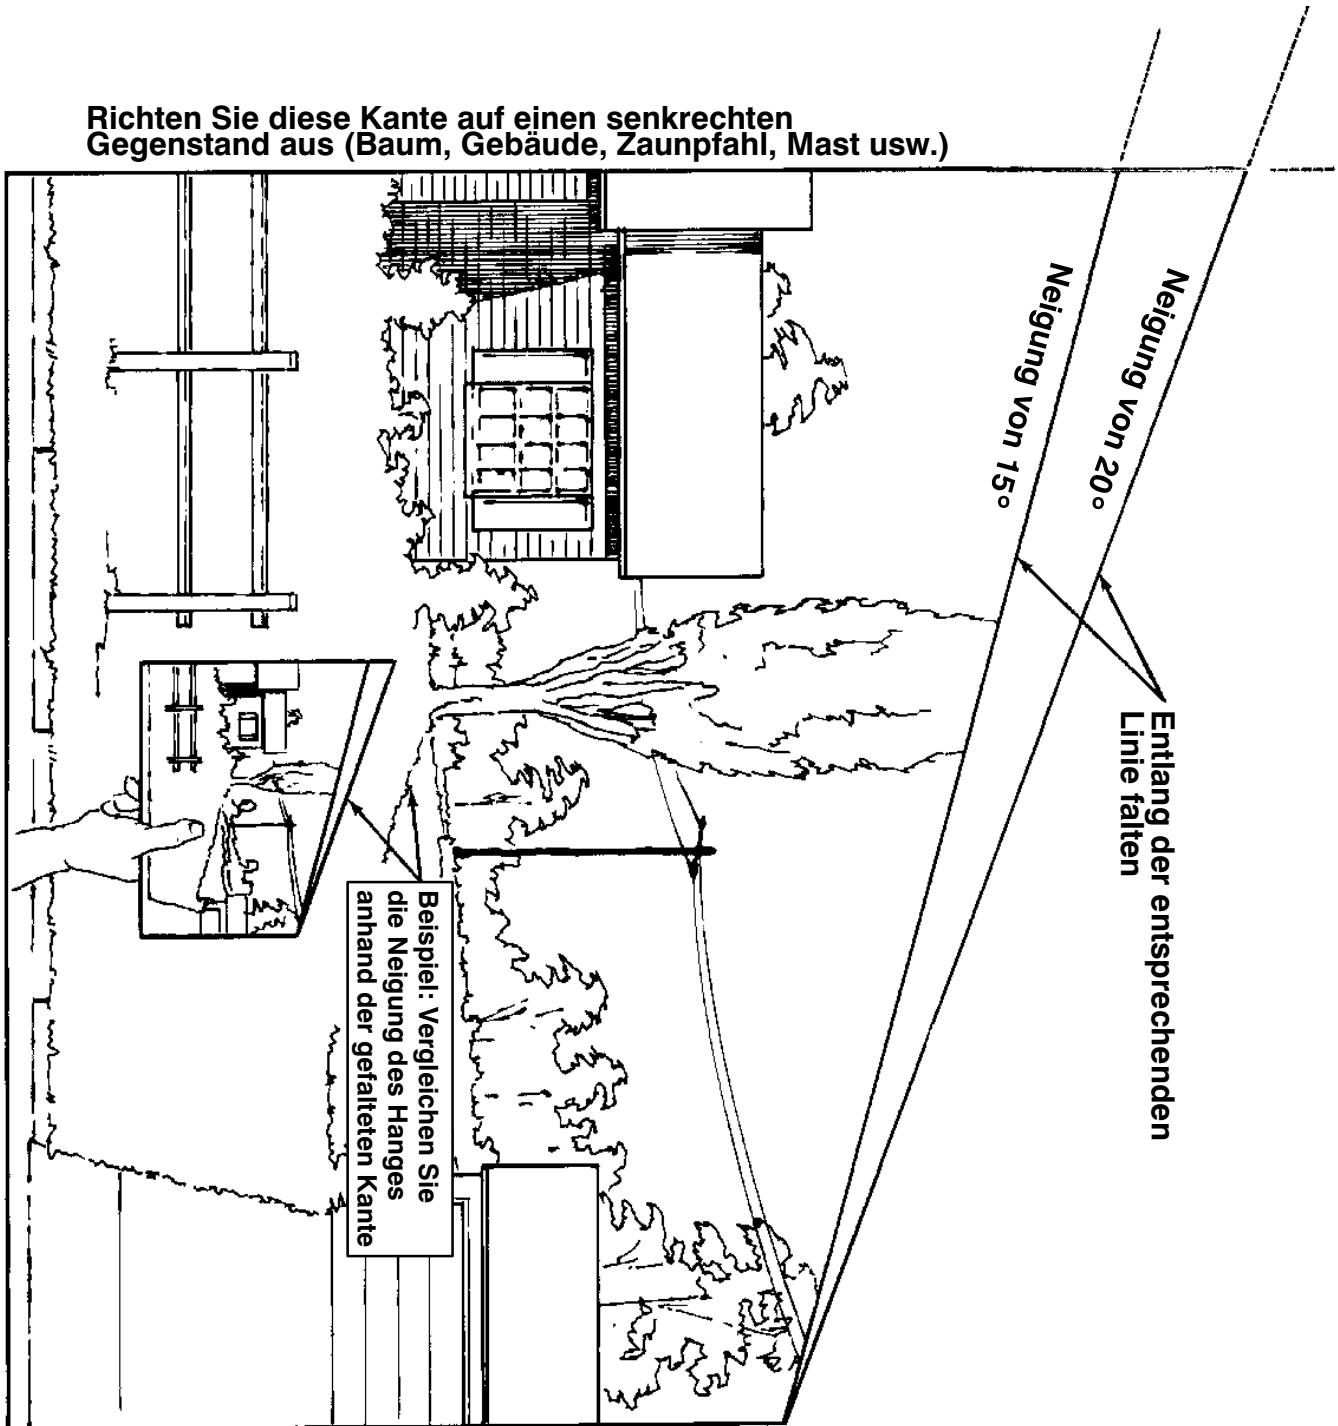 Richten Sie diese Kante auf einen senkrechten
Gegenstand aus (Baum, Gebäude, Zaunpfahl, Mast usw.)
Neigung von 20°
Neigung von 15°
Entlang der entsprechenden
Linie falten
Beispiel: Vergleichen Sie
die Neigung des Hanges
anhand der gefalteten Kante